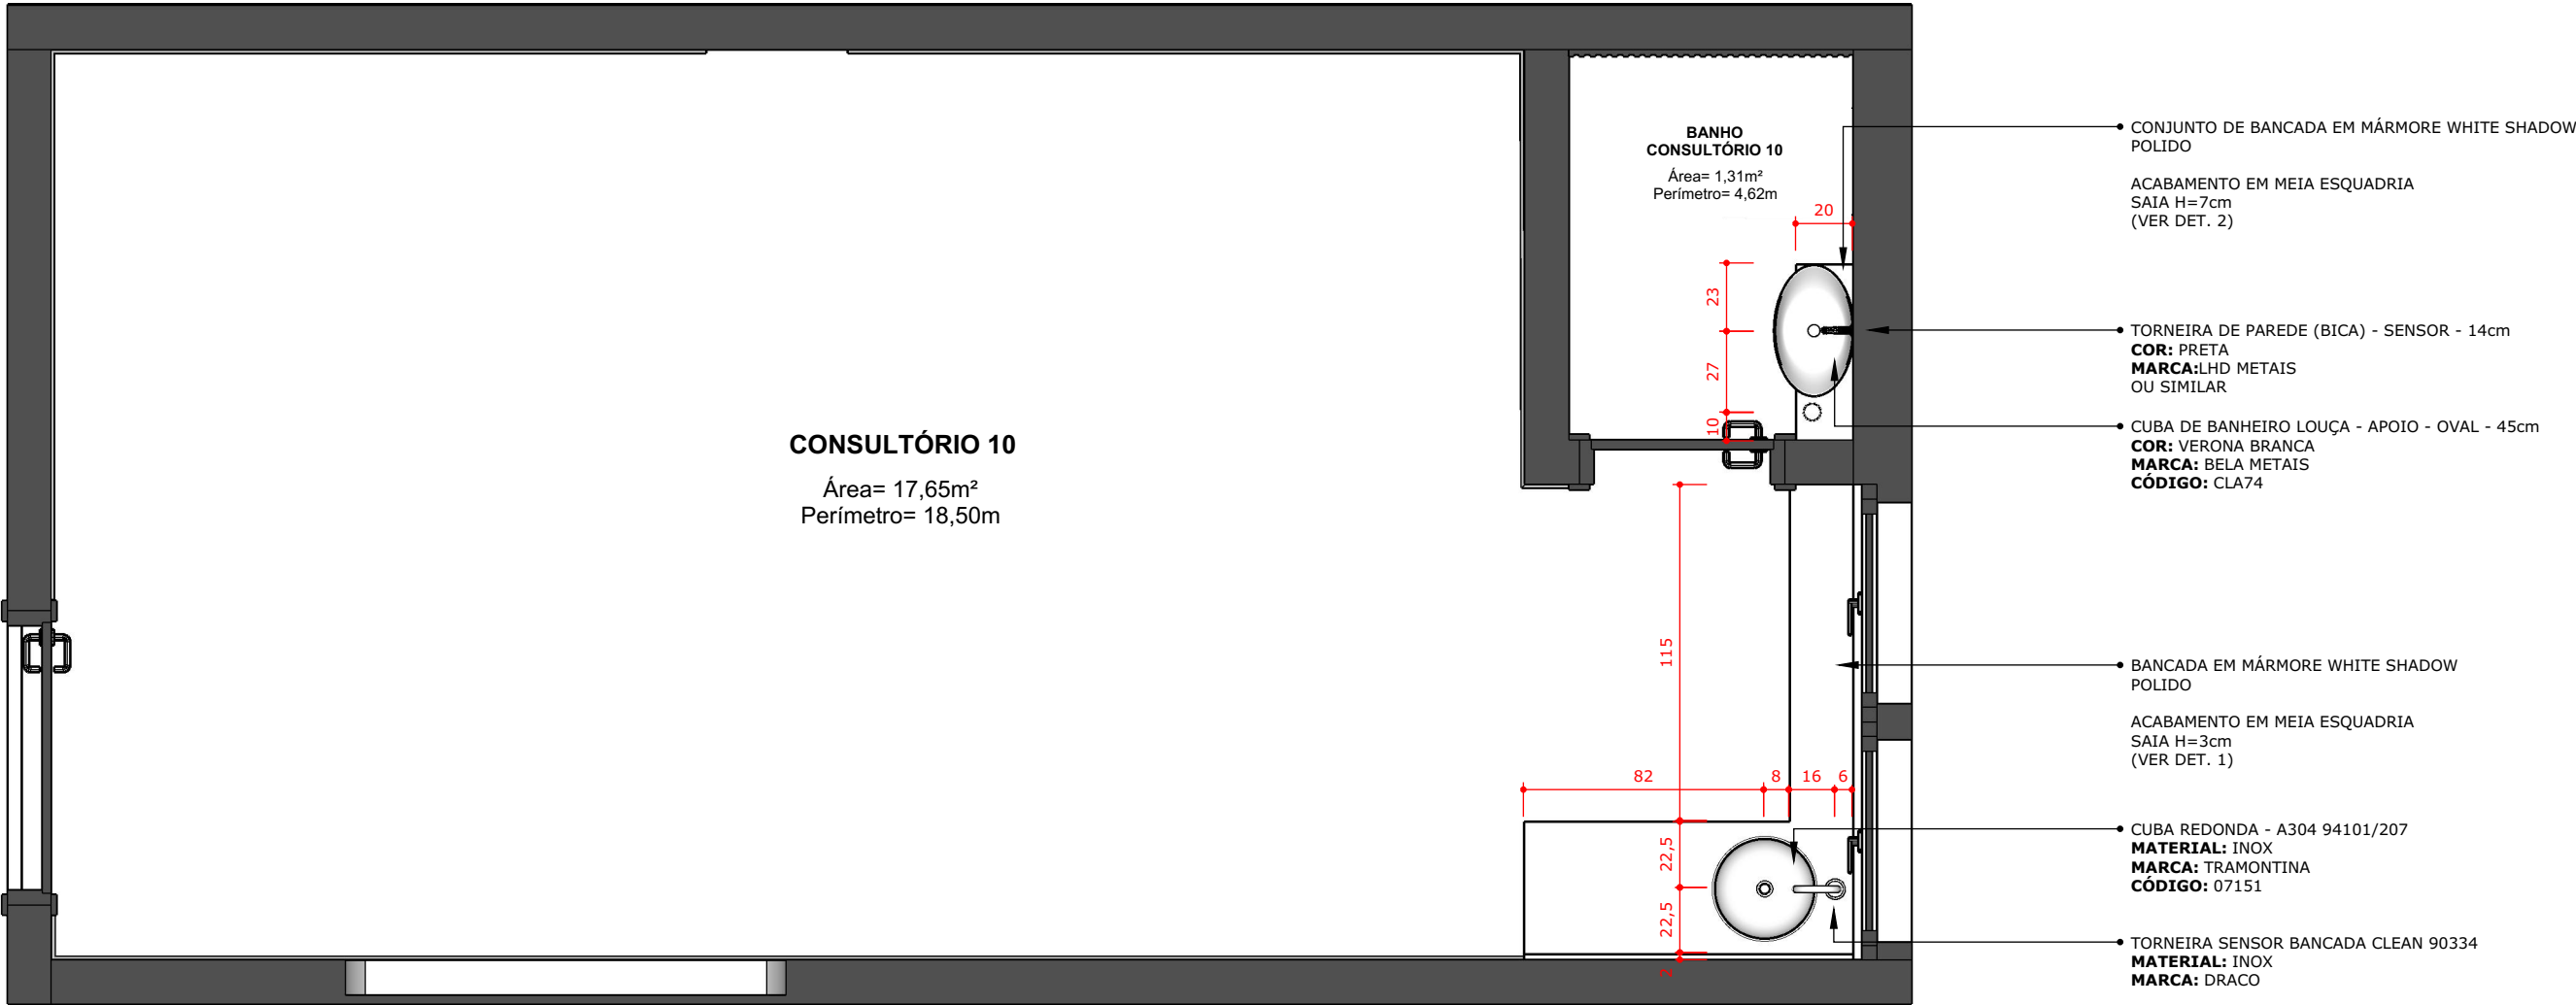 BANHO
CONSULTÓRIO 10
Área= 1,31m²
Perímetro= 4,62m
20
23
27
10
CONSULTÓRIO 10
Área= 17,65m²
Perímetro= 18,50m
115
82
8
16
6
22,5
22,5
2
CONJUNTO DE BANCADA EM MÁRMORE WHITE SHADOW
POLIDO
ACABAMENTO EM MEIA ESQUADRIA
SAIA H=7cm
(VER DET. 2)
TORNEIRA DE PAREDE (BICA) - SENSOR - 14cm
COR: PRETA
MARCA:LHD METAIS
OU SIMILAR
CUBA DE BANHEIRO LOUÇA - APOIO - OVAL - 45cm
COR: VERONA BRANCA
MARCA: BELA METAIS
CÓDIGO: CLA74
BANCADA EM MÁRMORE WHITE SHADOW
POLIDO
ACABAMENTO EM MEIA ESQUADRIA
SAIA H=3cm
(VER DET. 1)
CUBA REDONDA - A304 94101/207
MATERIAL: INOX
MARCA: TRAMONTINA
CÓDIGO: 07151
TORNEIRA SENSOR BANCADA CLEAN 90334
MATERIAL: INOX
MARCA: DRACO